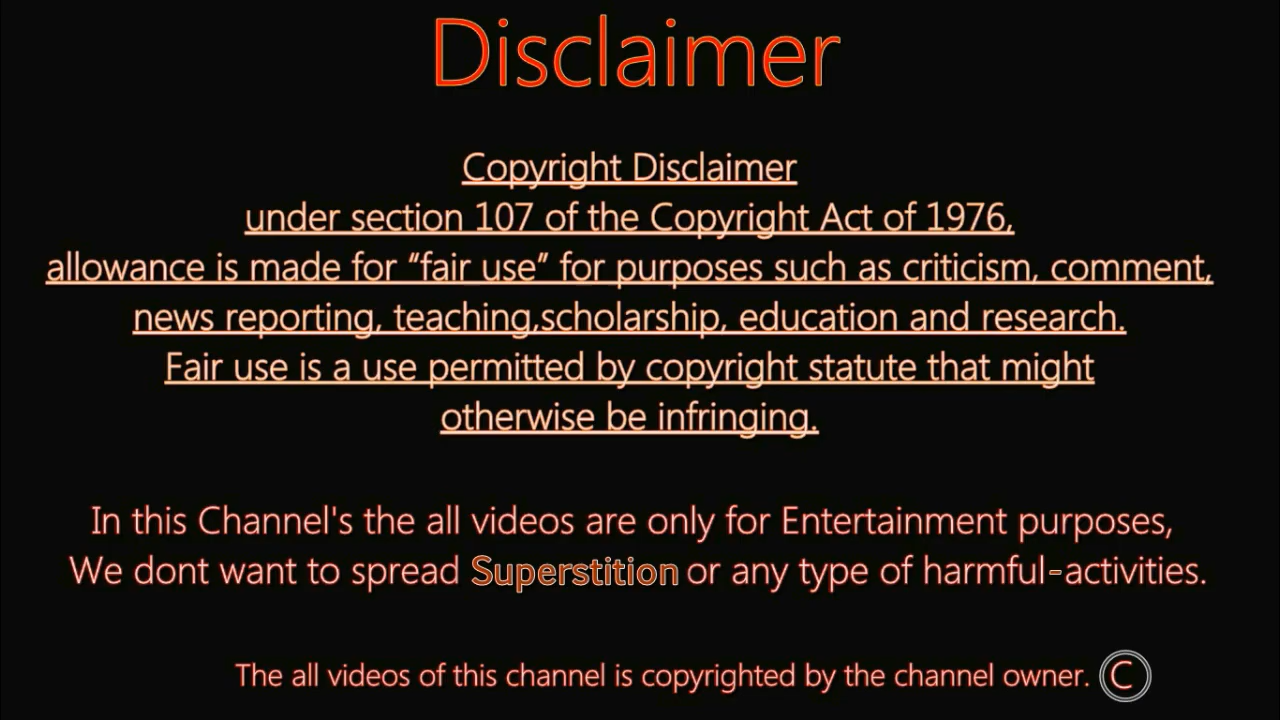 Disclaimer
Copyright Disclaimer
under section 107 of the Copyright Act of 1976,
allowance is made for “fair use” for purposes such as criticism, comment,
news reporting, teaching,scholarship, education and research.
Fair use is a use permitted by copyright statute that might
otherwise be infringing.
In this Channel's the all videos are only for Entertainment purposes,
We dont want to spread Superstition or any type of harmful-activities.
The all videos of this channel is copyrighted by the channel owner. ©